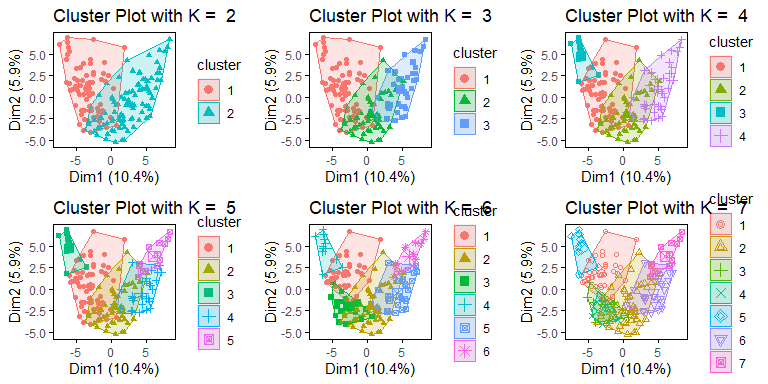 Cluster Plot with K = 2
cluster
1
2
5.0
2.5
0.0
-2.5
-5.0
Dim2 (5.9%)
-5 0 5
Dim1 (10.4%)
Cluster Plot with K = 3
cluster
1
2
3
5.0
2.5
0.0
-2.5
-5.0
Dim2 (5.9%)
-5 0 5
Dim1 (10.4%)
Cluster Plot with K = 4
cluster
1
2
3
4
5.0
2.5
0.0
-2.5
-5.0
Dim2 (5.9%)
-5 0 5
Dim1 (10.4%)
Cluster Plot with K = 5
cluster
1
2
3
4
5
5.0
2.5
0.0
-2.5
-5.0
Dim2 (5.9%)
-5 0 5
Dim1 (10.4%)
Cluster Plot with K = 6
cluster
1
2
3
4
5
6
5.0
2.5
0.0
-2.5
-5.0
Dim2 (5.9%)
-5 0 5
Dim1 (10.4%)
Cluster Plot with K = 7
cluster
1
2
3
4
5
6
7
5.0
2.5
0.0
-2.5
-5.0
Dim2 (5.9%)
-5 0 5
Dim1 (10.4%)